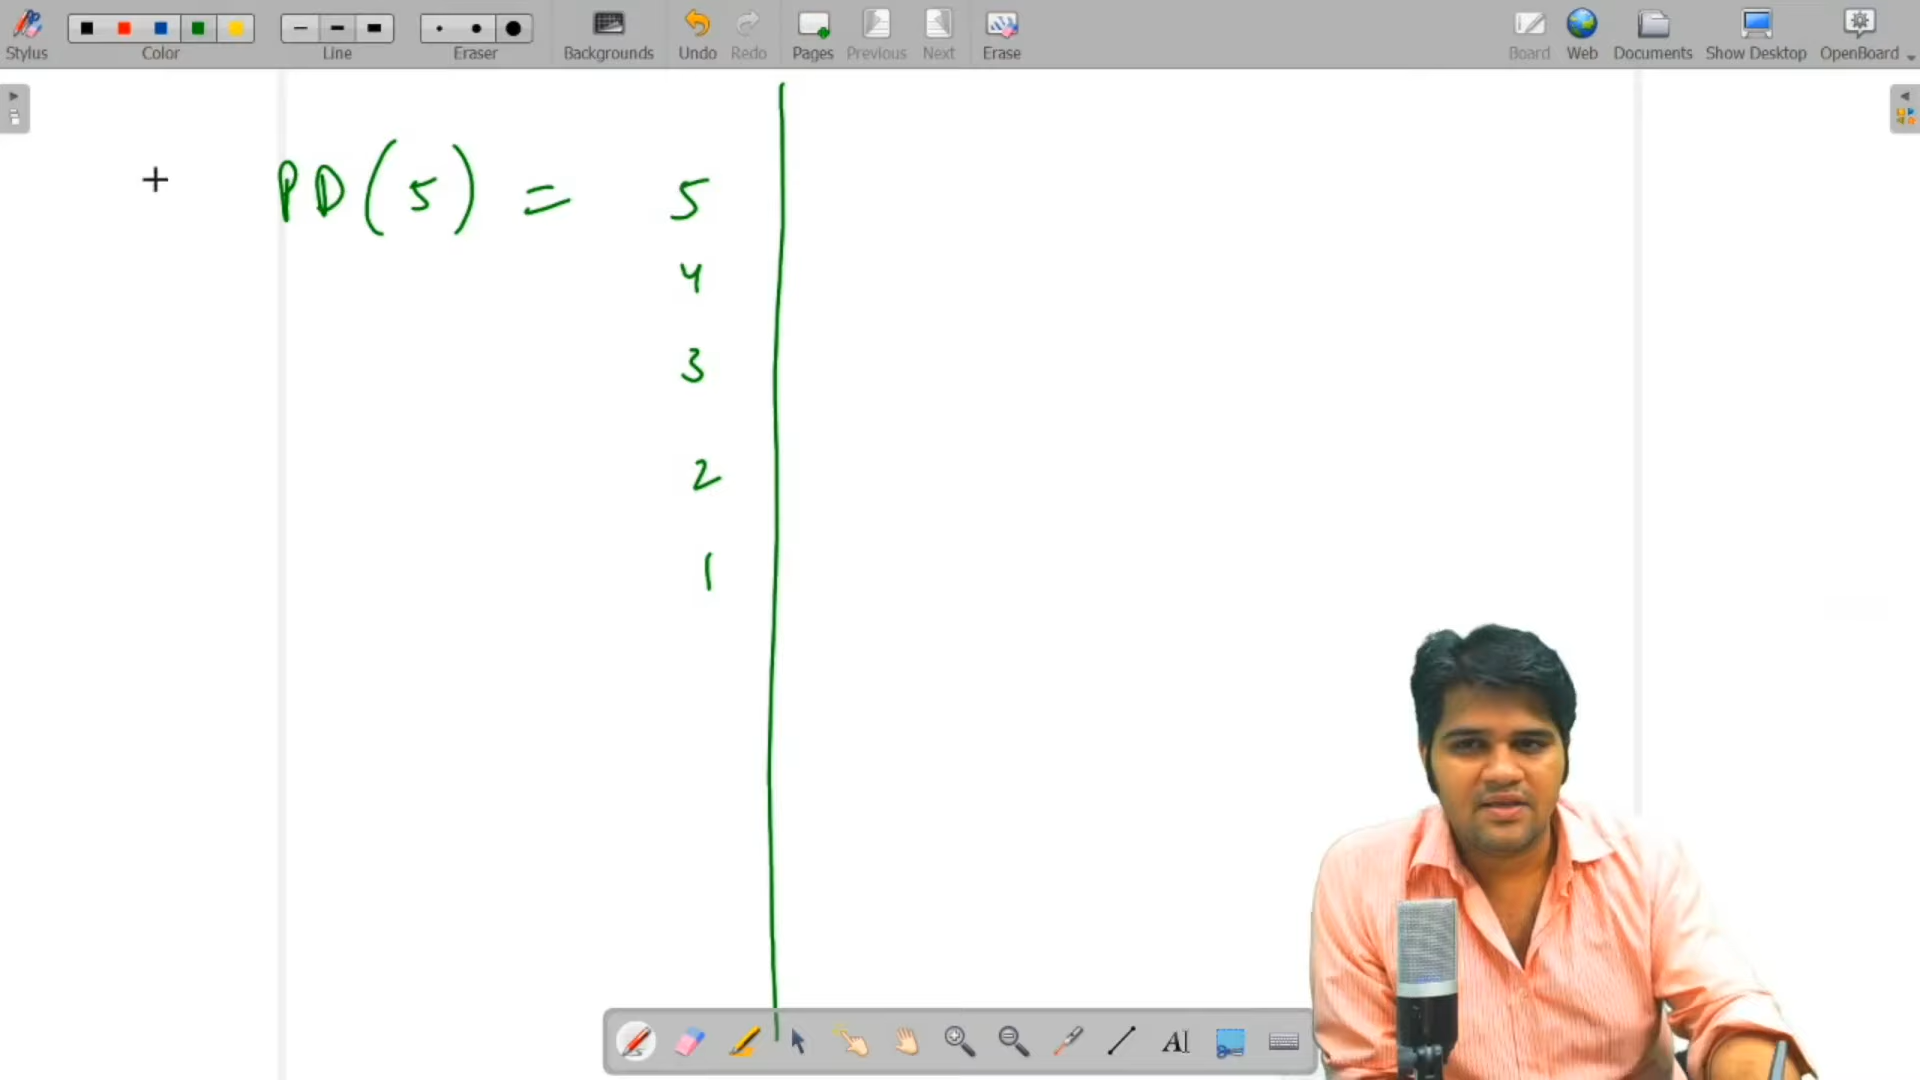 Stylus Color Line Eraser Backgrounds Undo Redo Pages Previous Next Erase Board Web Documents Show Desktop OpenBoard
PD(5) = 5
4
3
2
1
AI